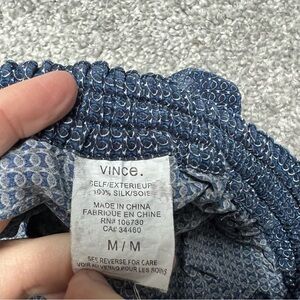 VINCE.
SELF/EXTERIEUR
100% SILK/SOIE
MADE IN CHINA
FABRIQUE EN CHINE
RN# 106730
CA# 34460
M / M
SEE REVERSE FOR CARE
VOIR AU VERSO POUR LES SOINS